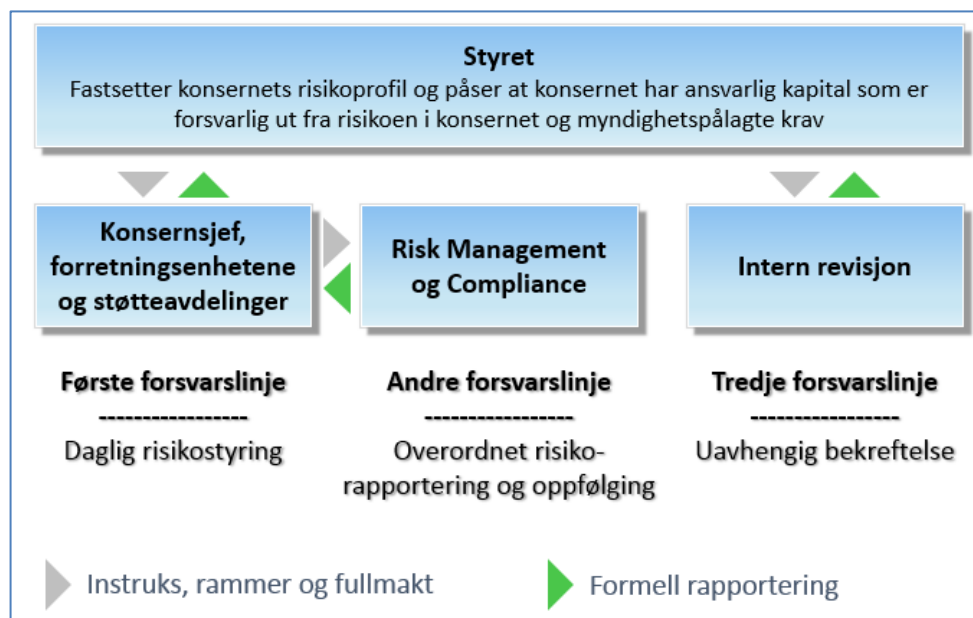 Styret
Fastsetter konsernets risikoprofil og påser at konsernet har ansvarlig kapital som er
forsvarlig ut fra risikoen i konsernet og myndighetspålagte krav
Konsernsjef,
forretningsenhetene
og støtteavdelinger
Risk Management
og Compliance
Intern revisjon
Første forsvarslinje
-----------------
Daglig risikostyring
Andre forsvarslinje
-----------------
Overordnet risiko-
rapportering og oppfølging
Tredje forsvarslinje
-----------------
Uavhengig bekreftelse
Instruks, rammer og fullmakt
Formell rapportering